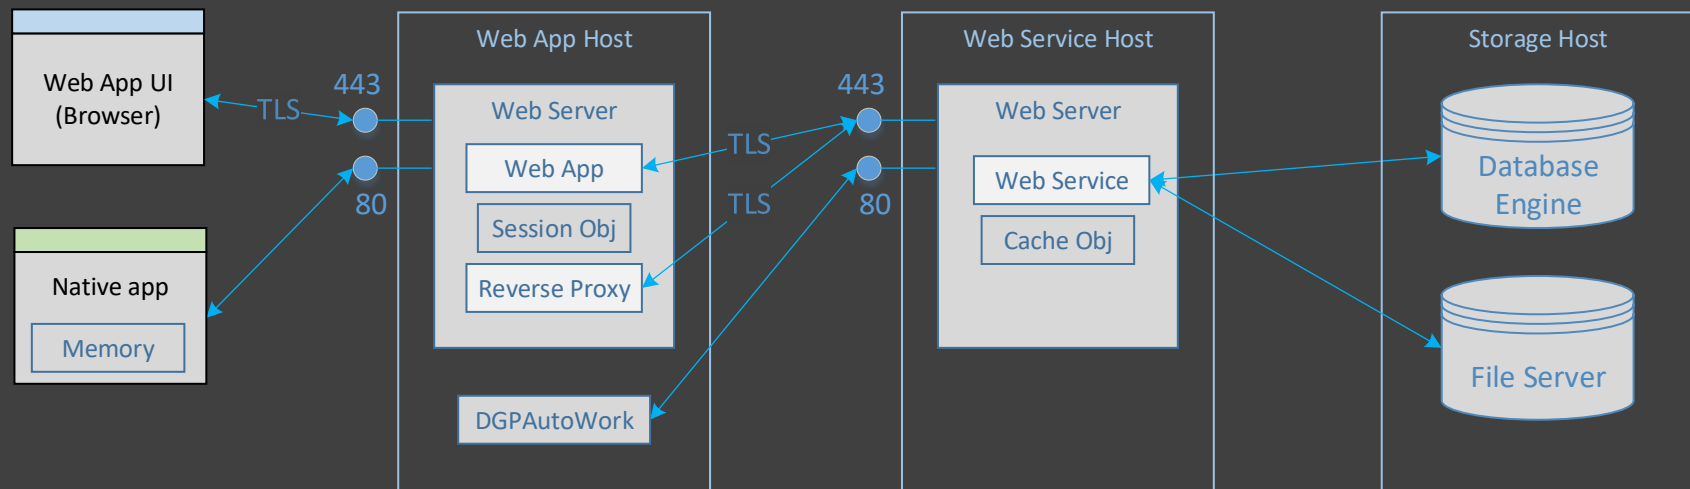 Web App UI
(Browser)
TLS
443
80
Native app
Memory
Web App Host
Web Server
Web App
Session Obj
Reverse Proxy
DGPAutoWork
TLS
TLS
443
80
Web Service Host
Web Server
Web Service
Cache Obj
Storage Host
Database
Engine
File Server